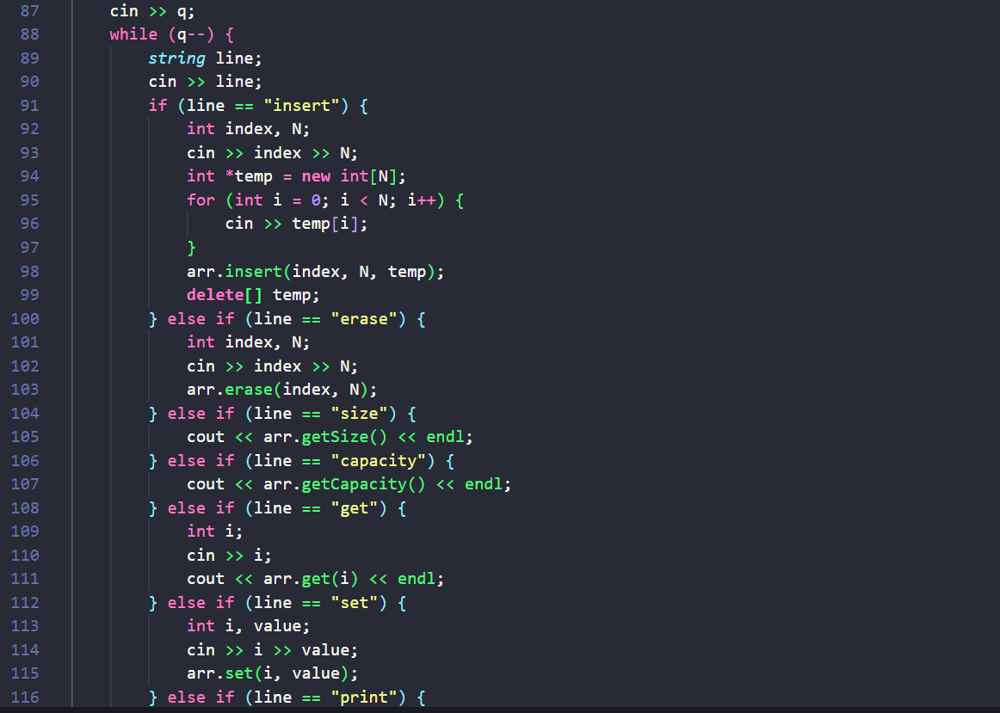 87 cin >> q;
88 while (q--) {
89 string line;
90 cin >> line;
91 if (line == "insert") {
92 int index, N;
93 cin >> index >> N;
94 int *temp = new int[N];
95 for (int i = 0; i < N; i++) {
96 cin >> temp[i];
97 }
98 arr.insert(index, N, temp);
99 delete[] temp;
100 } else if (line == "erase") {
101 int index, N;
102 cin >> index >> N;
103 arr.erase(index, N);
104 } else if (line == "size") {
105 cout << arr.getSize() << endl;
106 } else if (line == "capacity") {
107 cout << arr.getCapacity() << endl;
108 } else if (line == "get") {
109 int i;
110 cin >> i;
111 cout << arr.get(i) << endl;
112 } else if (line == "set") {
113 int i, value;
114 cin >> i >> value;
115 arr.set(i, value);
116 } else if (line == "print") {